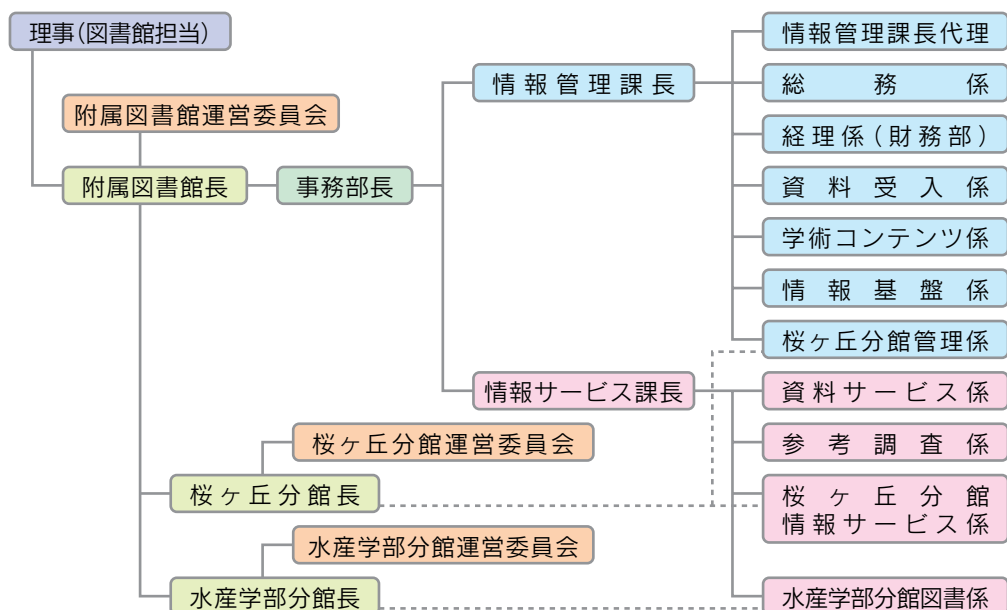 理事(図書館担当)
附属図書館運営委員会
附属図書館長
事務部長
情報管理課長
情報管理課長代理
総務係
経理係(財務部)
資料受入係
学術コンテンツ係
情報基盤係
桜ヶ丘分館管理係
情報サービス課長
資料サービス係
参考調査係
桜ヶ丘分館
情報サービス係
水産学部分館図書係
桜ヶ丘分館運営委員会
桜ヶ丘分館長
水産学部分館運営委員会
水産学部分館長